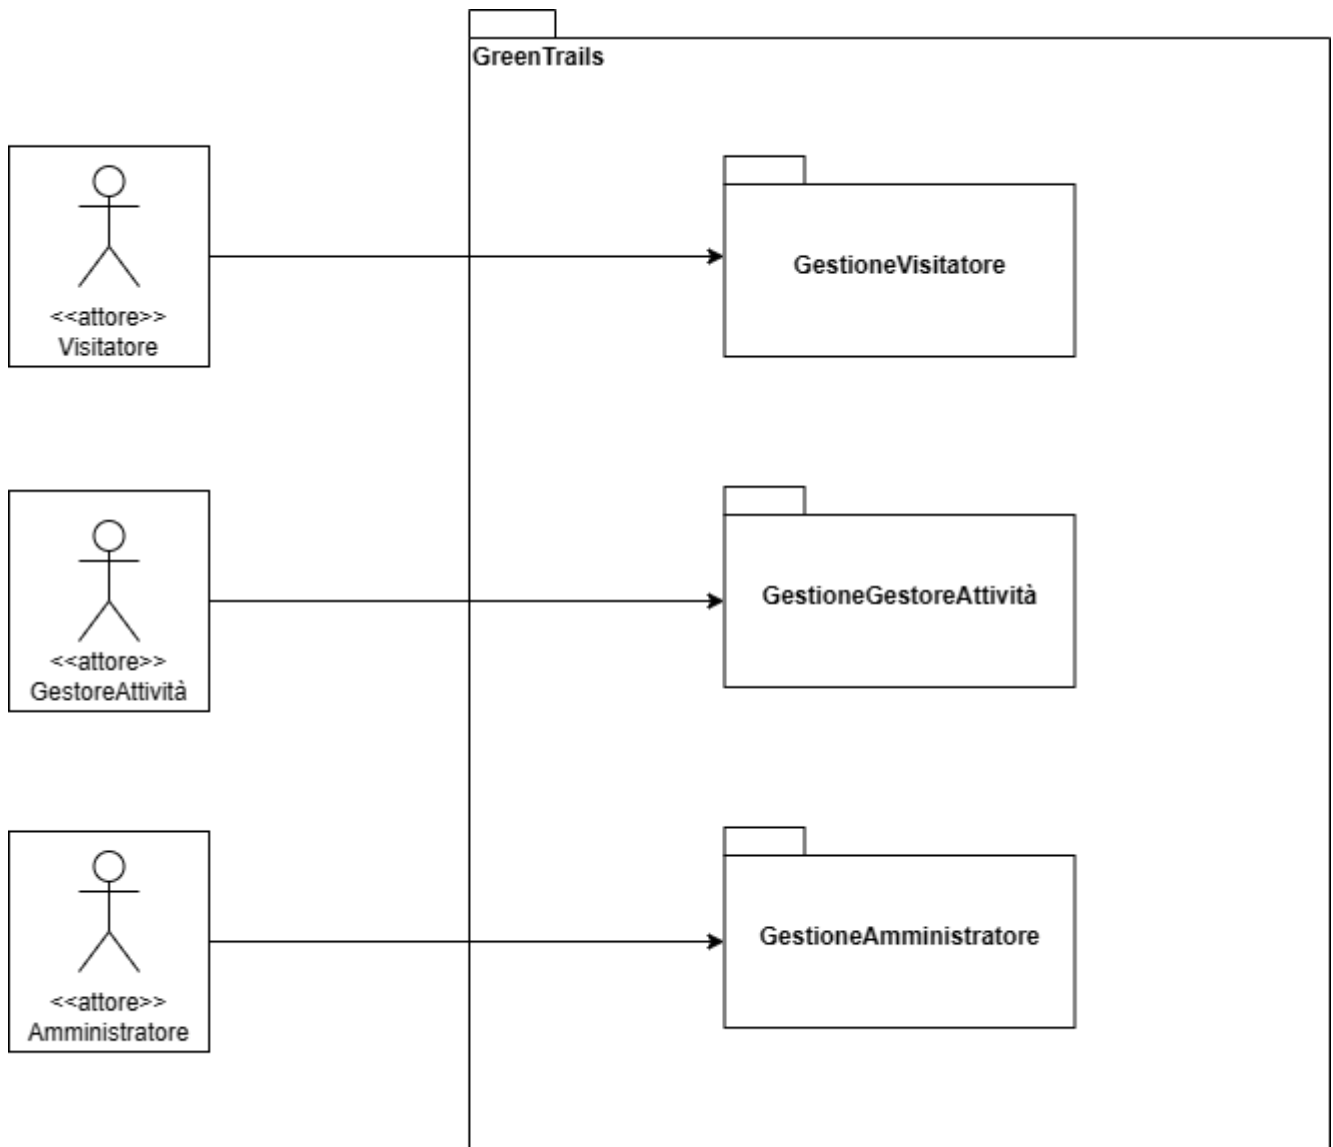 GreenTrails
<<attore>>
Visitatore
GestioneVisitatore
<<attore>>
GestoreAttività
GestioneGestoreAttività
<<attore>>
Amministratore
GestioneAmministratore